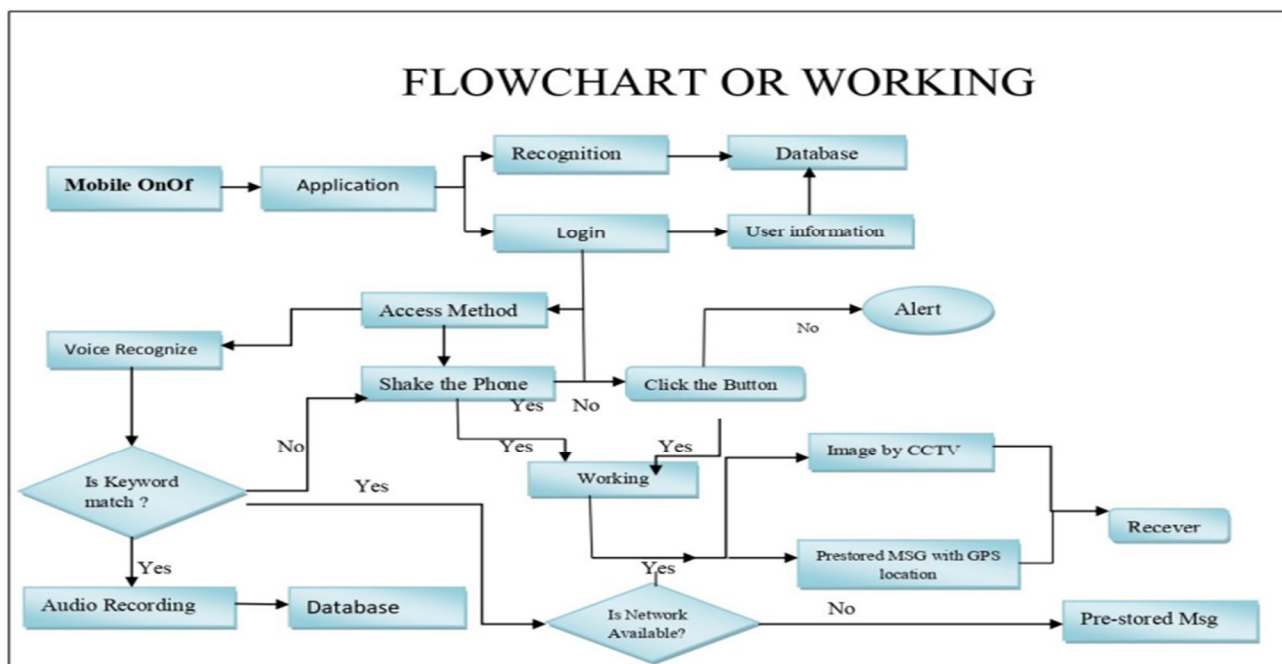 FLOWCHART OR WORKING
Recognition
Database
Mobile OnOf
Application
Login
User information
Access Method
Alert
No
Voice Recognize
Shake the Phone
Click the Button
Yes
No
No
Yes
Yes
Image by CCTV
Is Keyword
match ?
Working
Yes
Recever
Prestored MSG with GPS
location
Yes
Yes
Audio Recording
Database
Is Network
Available?
No
Pre-stored Msg